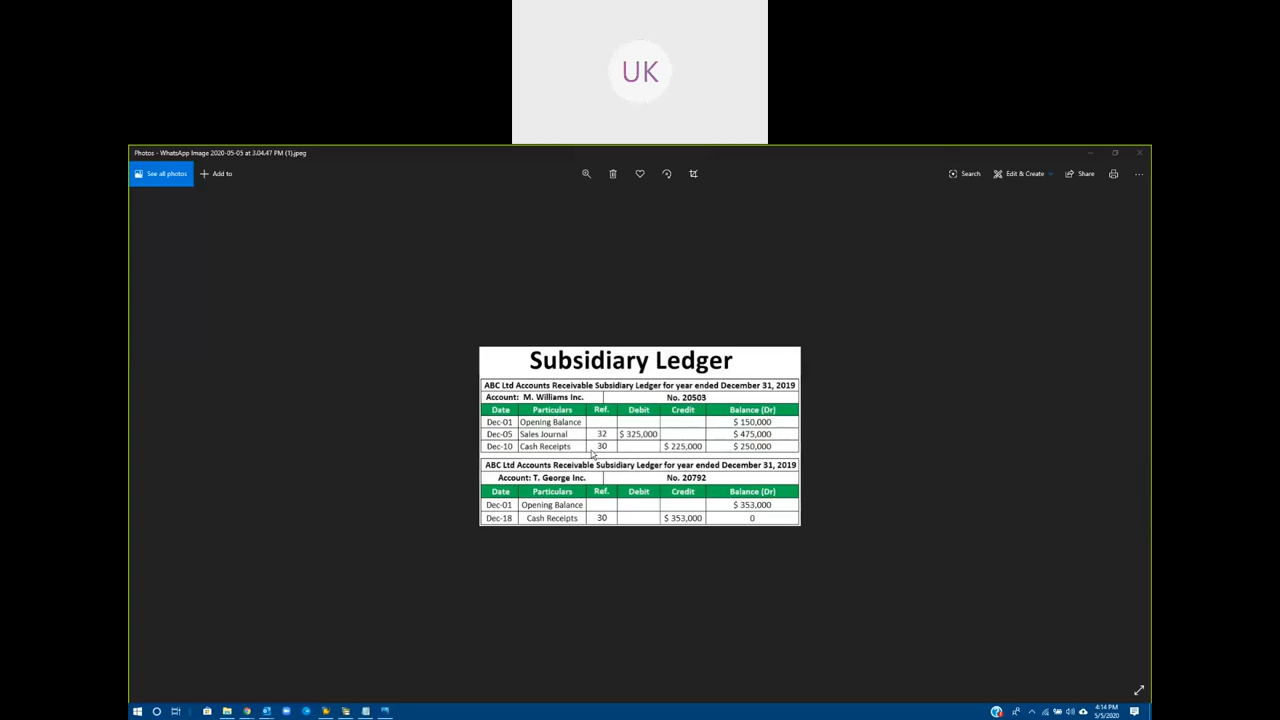 UK
Photos - WhatsApp Image 2020-05-05 at 3.04.47 PM (1).jpeg
See all photos Add to Search Edit & Create Share
Subsidiary Ledger
ABC Ltd Accounts Receivable Subsidiary Ledger for year ended December 31, 2019
Account: M. Williams Inc. No. 20503
Date Particulars Ref. Debit Credit Balance (Dr)
Dec-01 Opening Balance $ 150,000
Dec-05 Sales Journal 32 $ 325,000 $ 475,000
Dec-10 Cash Receipts 30 $ 225,000 $ 250,000
ABC Ltd Accounts Receivable Subsidiary Ledger for year ended December 31, 2019
Account: T. George Inc. No. 20792
Date Particulars Ref. Debit Credit Balance (Dr)
Dec-01 Opening Balance $ 353,000
Dec-18 Cash Receipts 30 $ 353,000 0
4:14 PM
5/5/2020